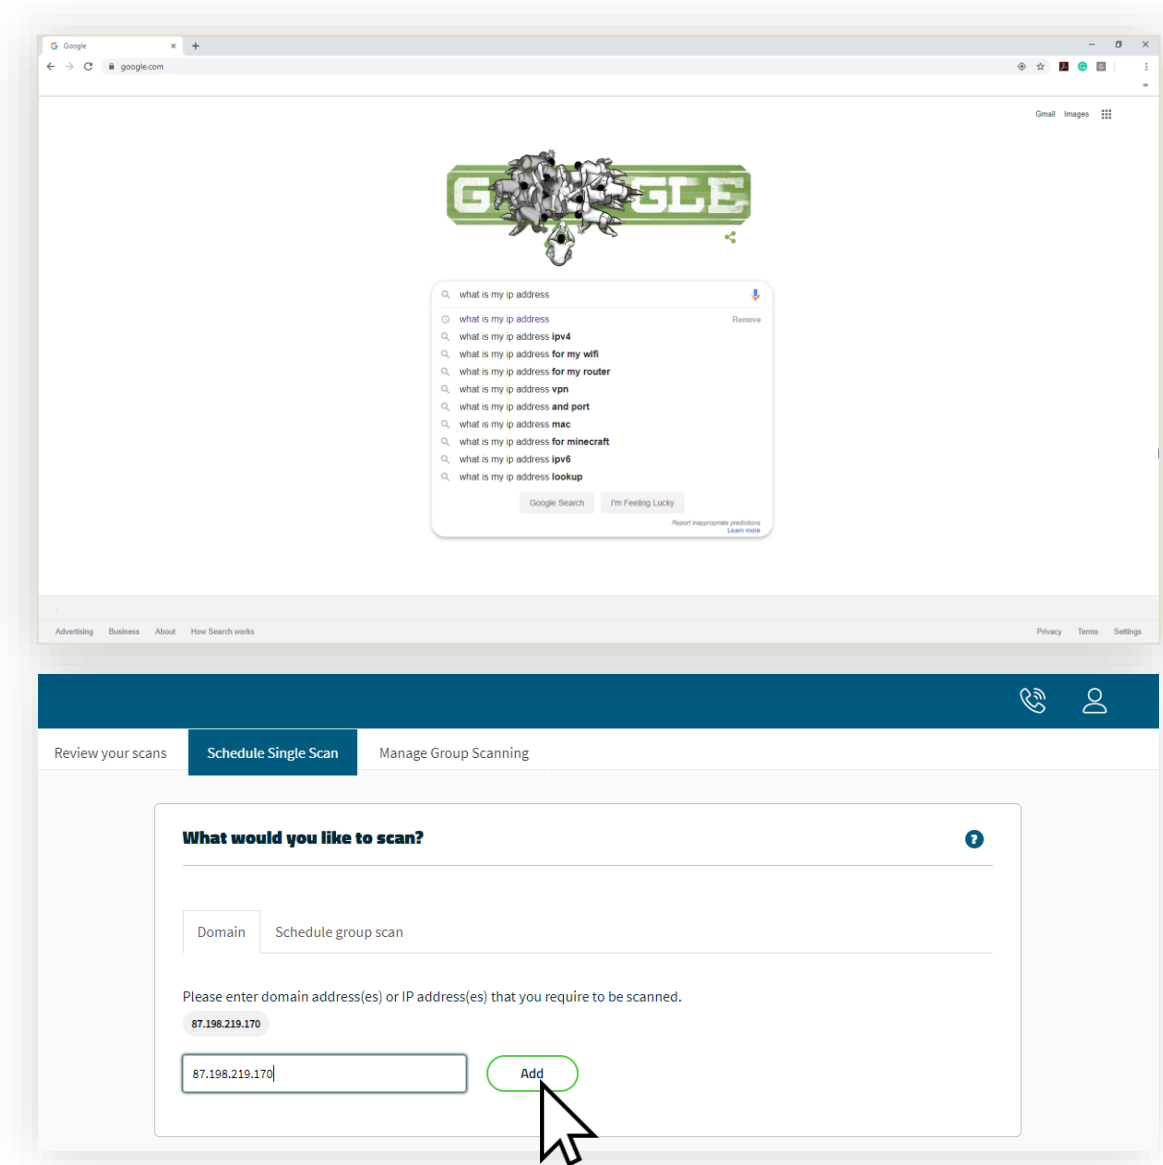 Google
google.com
Gmail Images
GOOGLE
what is my ip address
what is my ip address Remove
what is my ip address ipv4
what is my ip address for my wifi
what is my ip address for my router
what is my ip address vpn
what is my ip address and port
what is my ip address mac
what is my ip address for minecraft
what is my ip address ipv6
what is my ip address lookup
Google Search I'm Feeling Lucky
Report inappropriate predictions
Learn more
Advertising Business About How Search works Privacy Terms Settings
Review your scans Schedule Single Scan Manage Group Scanning
What would you like to scan? ?
Domain Schedule group scan
Please enter domain address(es) or IP address(es) that you require to be scanned.
87.198.219.170
87.198.219.170 Add